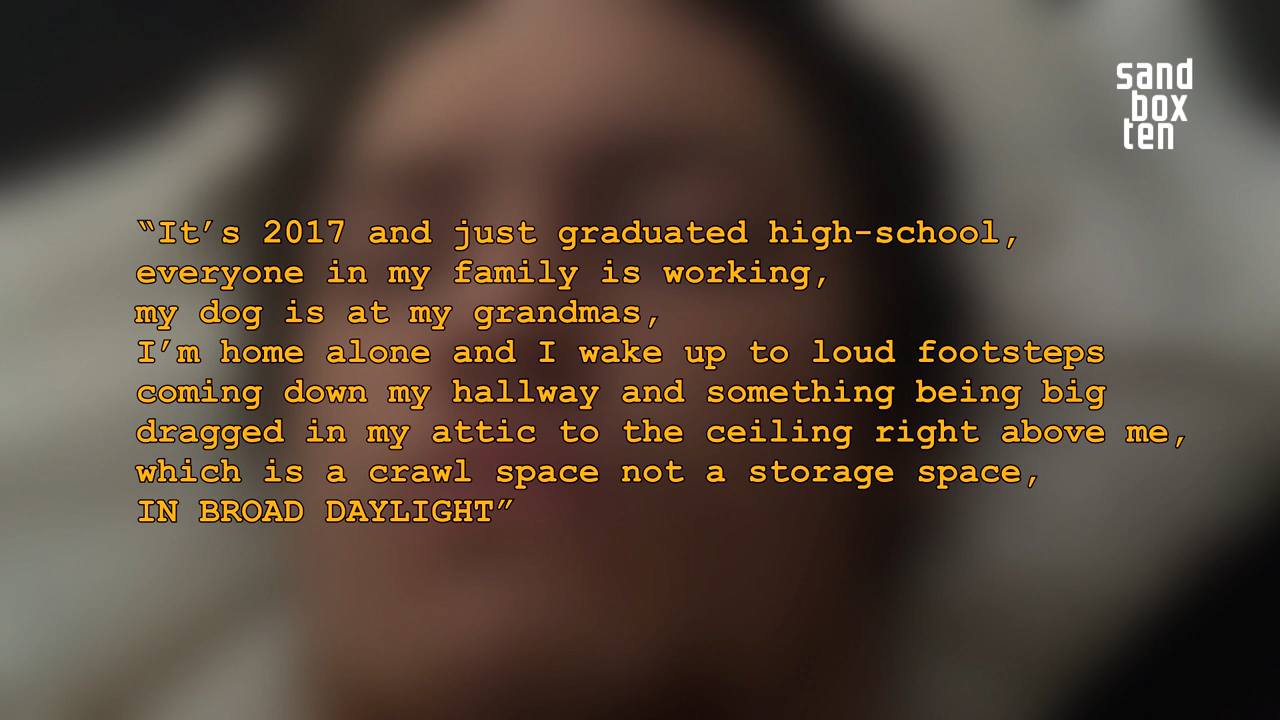 sand
box
ten
“It’s 2017 and just graduated high-school,
everyone in my family is working,
my dog is at my grandmas,
I’m home alone and I wake up to loud footsteps
coming down my hallway and something being big
dragged in my attic to the ceiling right above me,
which is a crawl space not a storage space,
IN BROAD DAYLIGHT”